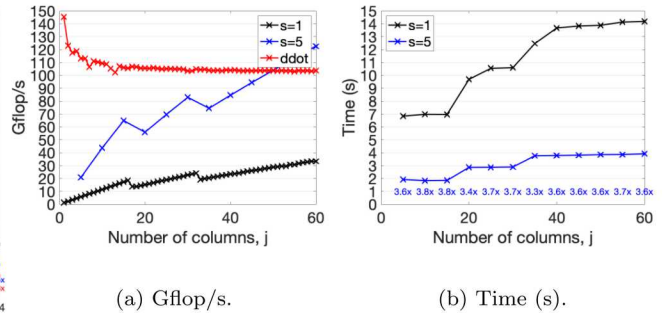 150
140
130
120
110
100
90
80
70
60
50
40
30
20
10
0
Gflop/s
s=1
s=5
ddot
0 20 40 60
Number of columns, j
15
14
13
12
11
10
9
8
7
6
5
4
3
2
1
0
Time (s)
s=1
s=5
3.6x 3.8x 3.8x 3.4x 3.7x 3.7x 3.3x 3.6x 3.6x 3.6x 3.7x 3.6x
0 20 40 60
Number of columns, j
(a) Gflop/s.
(b) Time (s).